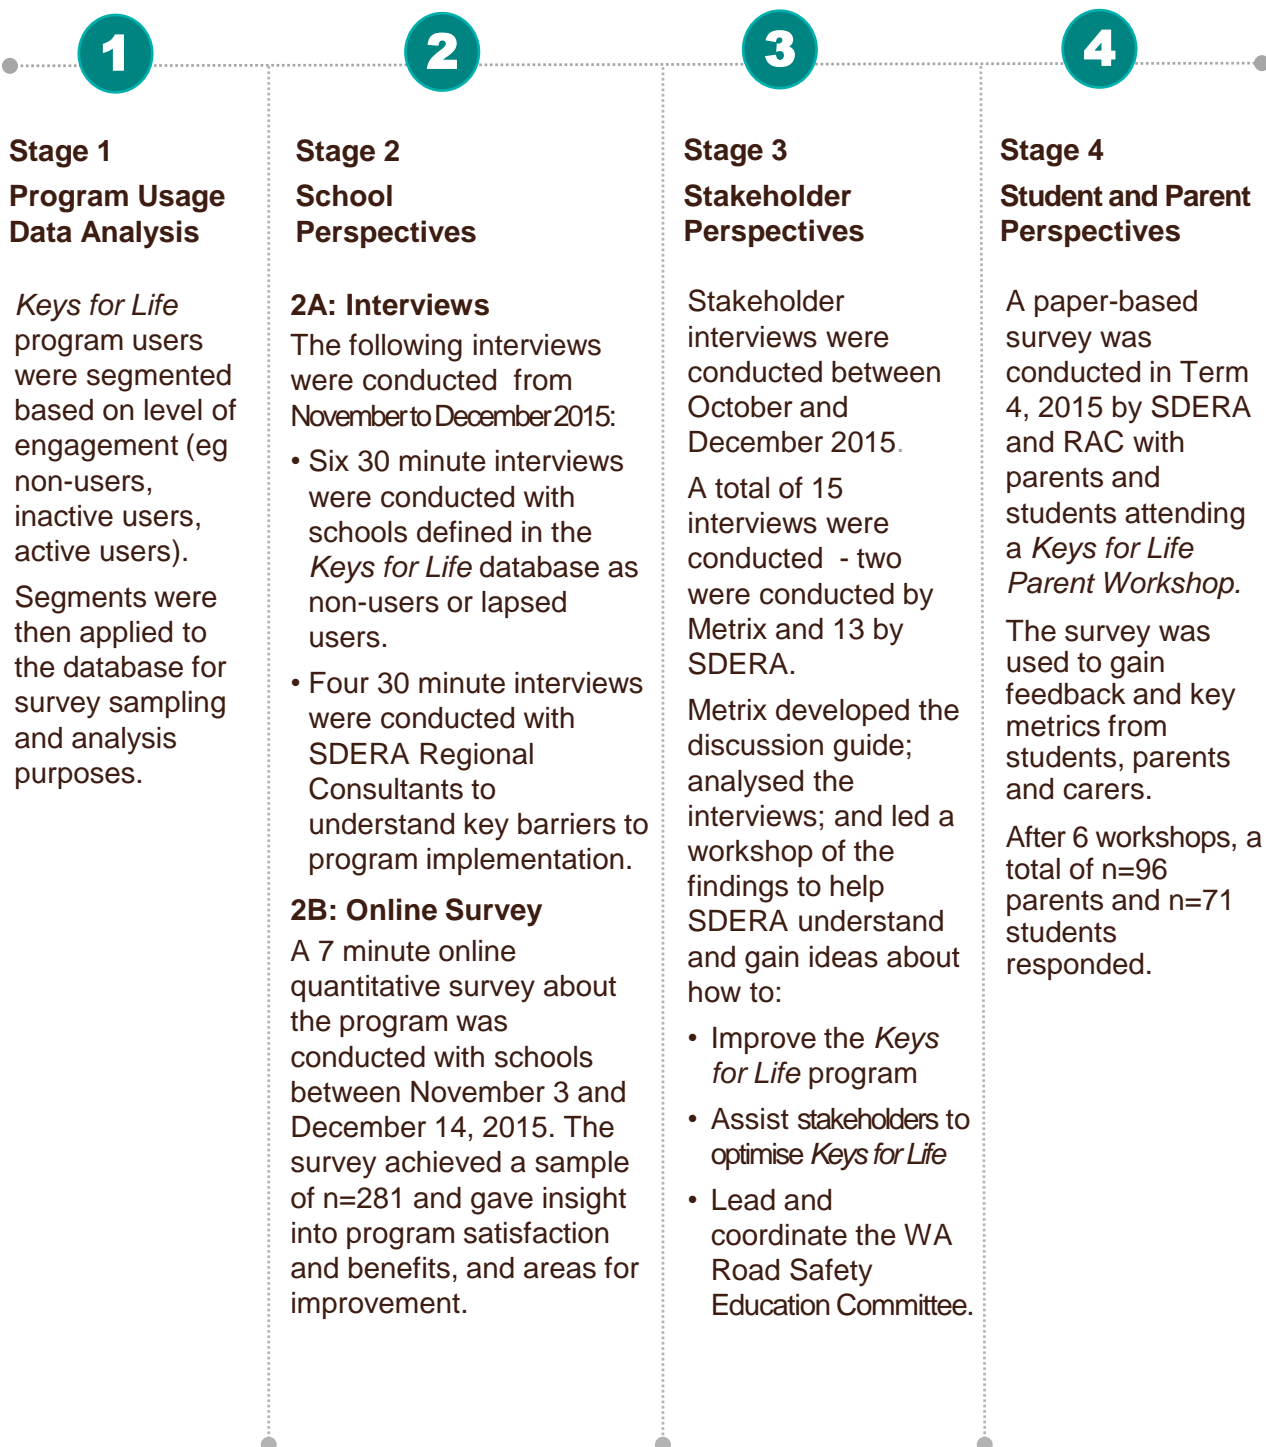 1
2
3
4
Stage 1
Program Usage
Data Analysis
Keys for Life
program users
were segmented
based on level of
engagement (eg
non-users,
inactive users,
active users).
Segments were
then applied to
the database for
survey sampling
and analysis
purposes.
Stage 2
School
Perspectives
2A: Interviews
The following interviews
were conducted from
November to December 2015:
• Six 30 minute interviews
were conducted with
schools defined in the
Keys for Life database as
non-users or lapsed
users.
• Four 30 minute interviews
were conducted with
SDERA Regional
Consultants to
understand key barriers to
program implementation.
2B: Online Survey
A 7 minute online
quantitative survey about
the program was
conducted with schools
between November 3 and
December 14, 2015. The
survey achieved a sample
of n=281 and gave insight
into program satisfaction
and benefits, and areas for
improvement.
Stage 3
Stakeholder
Perspectives
Stakeholder
interviews were
conducted between
October and
December 2015.
A total of 15
interviews were
conducted - two
were conducted by
Metrix and 13 by
SDERA.
Metrix developed the
discussion guide;
analysed the
interviews; and led a
workshop of the
findings to help
SDERA understand
and gain ideas about
how to:
• Improve the Keys
for Life program
• Assist stakeholders to
optimise Keys for Life
• Lead and
coordinate the WA
Road Safety
Education Committee.
Stage 4
Student and Parent
Perspectives
A paper-based
survey was
conducted in Term
4, 2015 by SDERA
and RAC with
parents and
students attending
a Keys for Life
Parent Workshop.
The survey was
used to gain
feedback and key
metrics from
students, parents
and carers.
After 6 workshops, a
total of n=96
parents and n=71
students
responded.